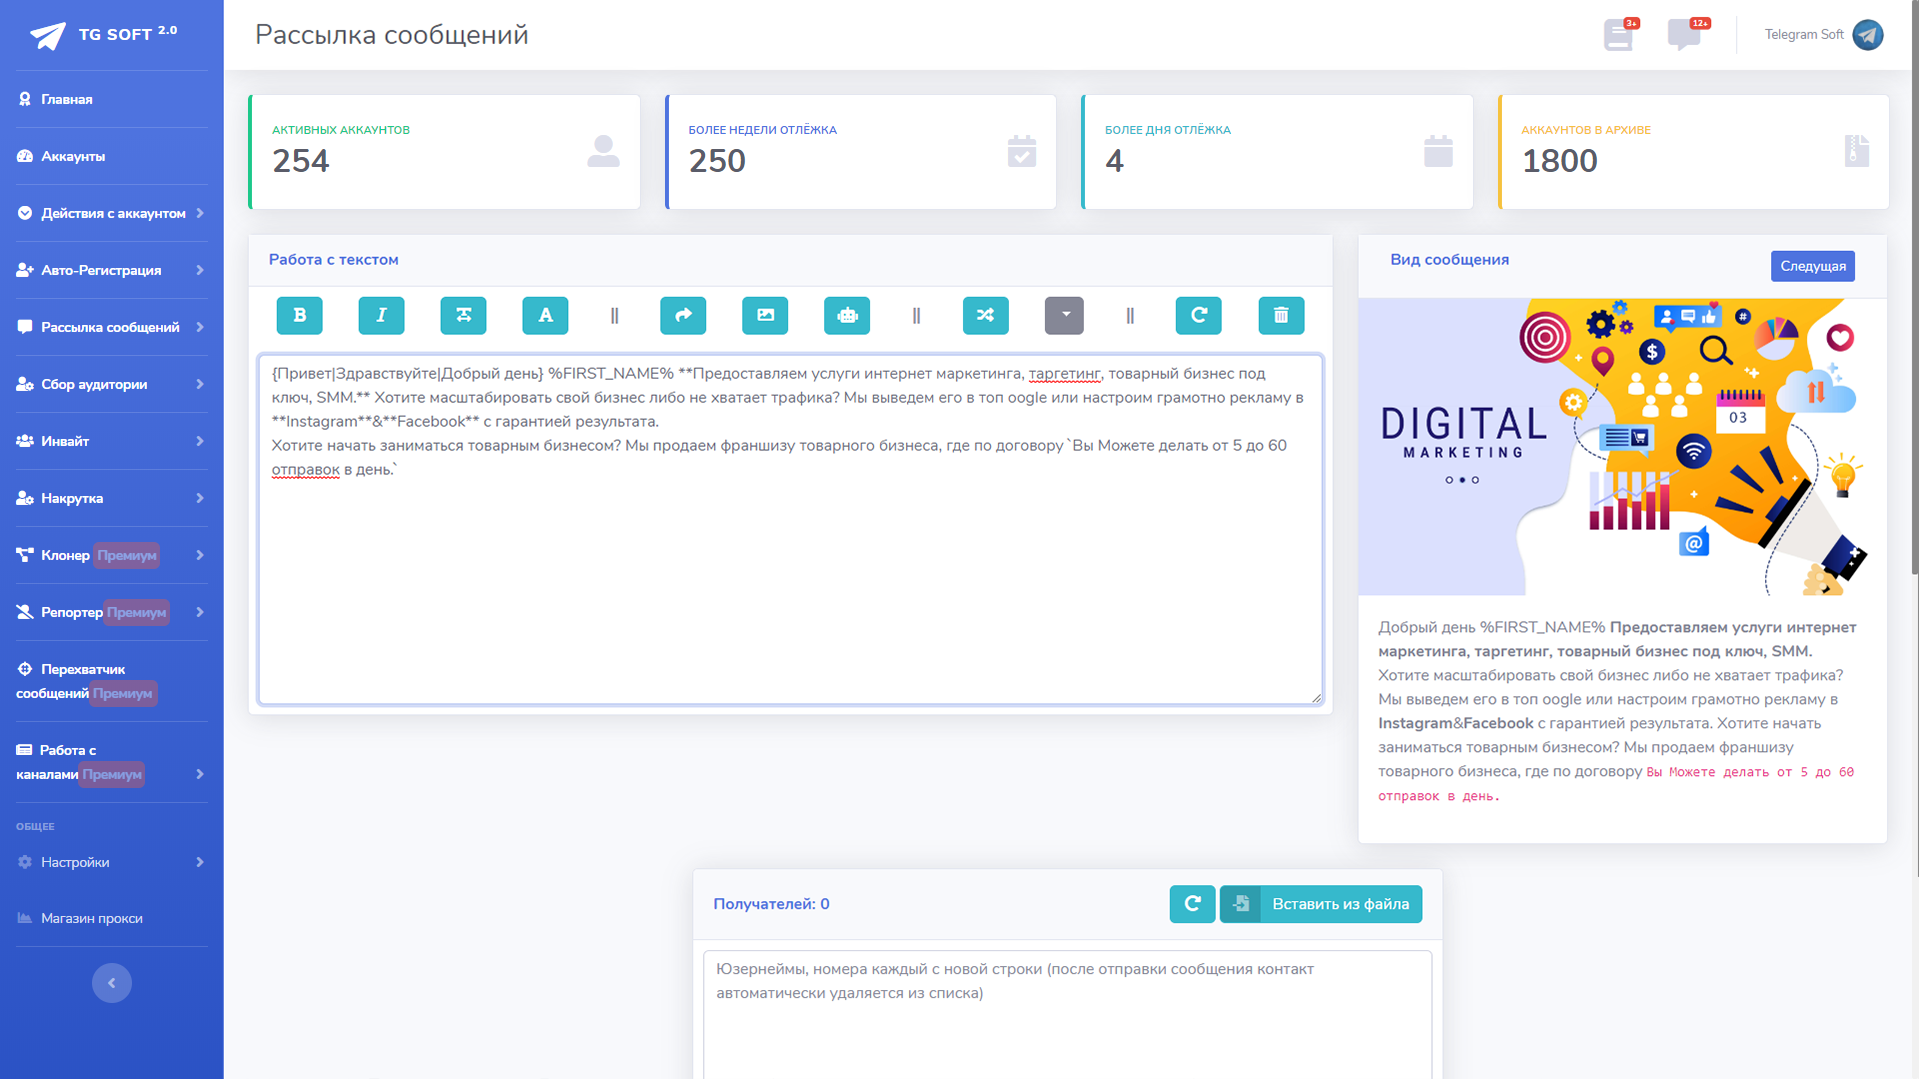 TG SOFT 2.0
Главная
Аккаунты
Действия с аккаунтом
Авто-Регистрация
Рассылка сообщений
Сбор аудитории
Инвайт
Накрутка
Клонер Премиум
Репортер Премиум
Перехватчик
сообщений Премиум
Работа с
каналами Премиум
ОБЩЕЕ
Настройки
Магазин прокси
Рассылка сообщений
3+
12+
Telegram Soft
АКТИВНЫХ АККАУНТОВ
254
БОЛЕЕ НЕДЕЛИ ОТЛЁЖКА
250
БОЛЕЕ ДНЯ ОТЛЁЖКА
4
АККАУНТОВ В АРХИВЕ
1800
Работа с текстом
B I A
{Привет|Здравствуйте|Добрый день} %FIRST_NAME% **Предоставляем услуги интернет маркетинга, таргетинг, товарный бизнес под
ключ, SMM.** Хотите масштабировать свой бизнес либо не хватает трафика? Мы выведем его в топ oogle или настроим грамотно рекламу в
**Instagram**&**Facebook** с гарантией результата.
Хотите начать заниматься товарным бизнесом? Мы продаем франшизу товарного бизнеса, где по договору `Вы Можете делать от 5 до 60
отправок в день.`
Вид сообщения
Следущая
DIGITAL
MARKETING
$
#
03
@
Добрый день %FIRST_NAME% Предоставляем услуги интернет
маркетинга, таргетинг, товарный бизнес под ключ, SMM.
Хотите масштабировать свой бизнес либо не хватает трафика?
Мы выведем его в топ oogle или настроим грамотно рекламу в
Instagram&Facebook с гарантией результата. Хотите начать
заниматься товарным бизнесом? Мы продаем франшизу
товарного бизнеса, где по договору Вы Можете делать от 5 до 60
отправок в день.
Получателей: 0
Вставить из файла
Юзернеймы, номера каждый с новой строки (после отправки сообщения контакт
автоматически удаляется из списка)